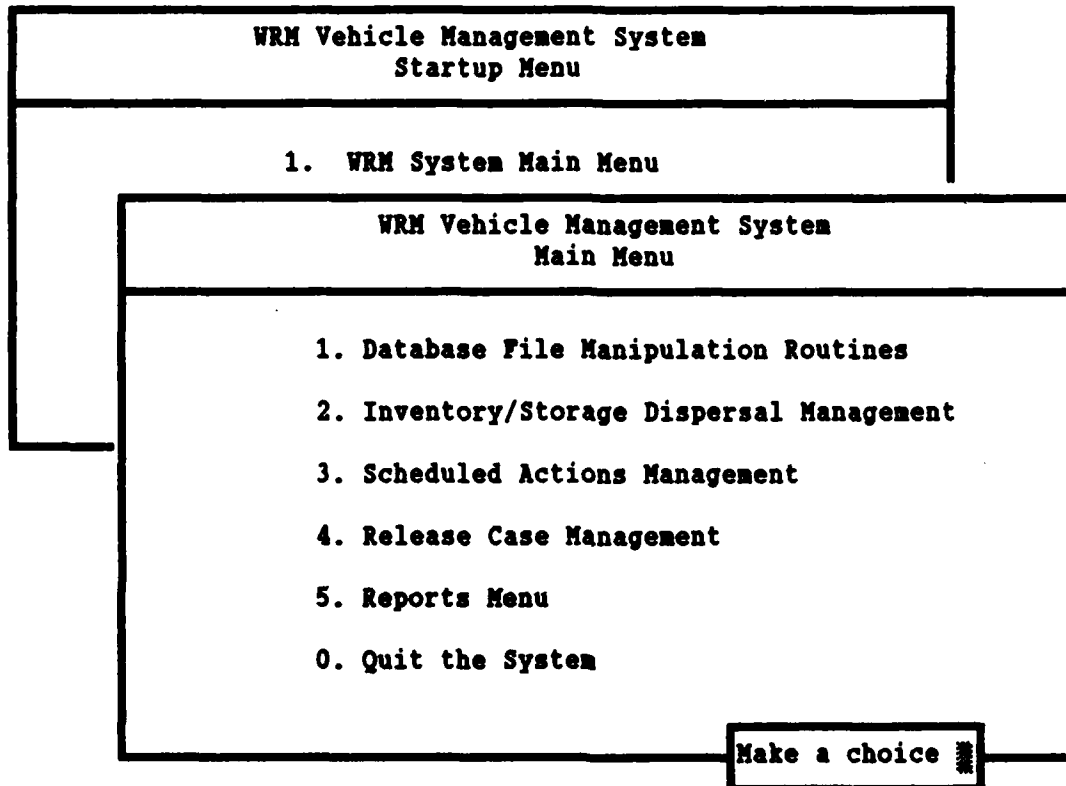 WRM Vehicle Management System
Startup Menu
1. WRM System Main Menu
WRM Vehicle Management System
Main Menu
1. Database File Manipulation Routines
2. Inventory/Storage Dispersal Management
3. Scheduled Actions Management
4. Release Case Management
5. Reports Menu
0. Quit the System
Make a choice